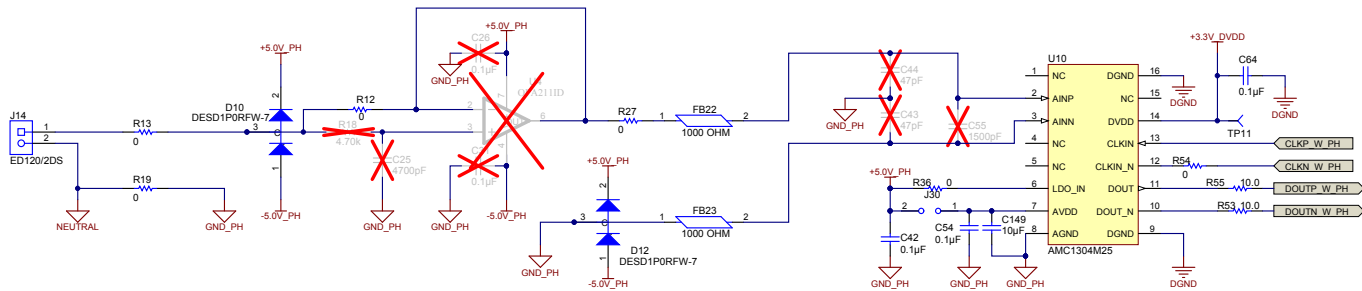 J14
1
2
ED120/2DS
NEUTRAL
R13
0
R19
0
GND_PH
+5.0V_PH
D10
DESD1P0RFW-7
2
3
C
1
-5.0V_PH
R12
0
R18
4.70k
C25
4700pF
GND_PH
+5.0V_PH
C26
0.1µF
GND_PH
2
3
7
6
4
0.1µF
GND_PH
-5.0V_PH
R27
0
1
FB22
2
1000 OHM
+5.0V_PH
2
3
C
1
D12
DESD1P0RFW-7
-5.0V_PH
GND_PH
1
FB23
2
1000 OHM
C44
47pF
C43
47pF
GND_PH
C55
1500pF
+5.0V_PH
R36
0
J30
2
1
C42
0.1µF
GND_PH
C54
0.1µF
GND_PH
C149
10µF
GND_PH
U10
1
NC
2
AINP
3
AINN
4
NC
5
NC
6
LDO_IN
7
AVDD
8
AGND
DGND
16
NC
15
DVDD
14
CLKIN
13
CLKIN_N
12
DOUT
11
DOUT_N
10
DGND
9
AMC1304M25
+3.3V_DVDD
C64
0.1µF
DGND
DGND
TP11
CLKP_W_PH
R54
0
CLKN_W_PH
R55
10.0
DOUTP_W_PH
R53
10.0
DOUTN_W_PH
DGND